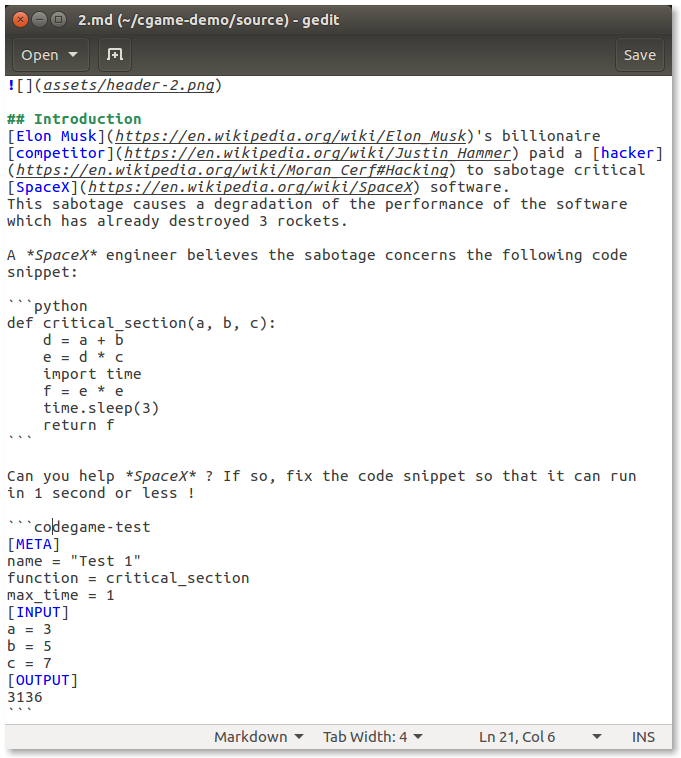 2.md (~/cgame-demo/source) - gedit
Open
Save
![](assets/header-2.png)
## Introduction
[Elon Musk](https://en.wikipedia.org/wiki/Elon_Musk)'s billionaire
[competitor](https://en.wikipedia.org/wiki/Justin_Hammer) paid a [hacker]
(https://en.wikipedia.org/wiki/Moran_Cerf#Hacking) to sabotage critical
[SpaceX](https://en.wikipedia.org/wiki/SpaceX) software.
This sabotage causes a degradation of the performance of the software
which has already destroyed 3 rockets.
A *SpaceX* engineer believes the sabotage concerns the following code
snippet:
```python
def critical_section(a, b, c):
    d = a + b
    e = d * c
    import time
    f = e * e
    time.sleep(3)
    return f
```
Can you help *SpaceX* ? If so, fix the code snippet so that it can run
in 1 second or less !
```codegame-test
[META]
name = "Test 1"
function = critical_section
max_time = 1
[INPUT]
a = 3
b = 5
c = 7
[OUTPUT]
3136
```
Markdown
Tab Width: 4
Ln 21, Col 6
INS